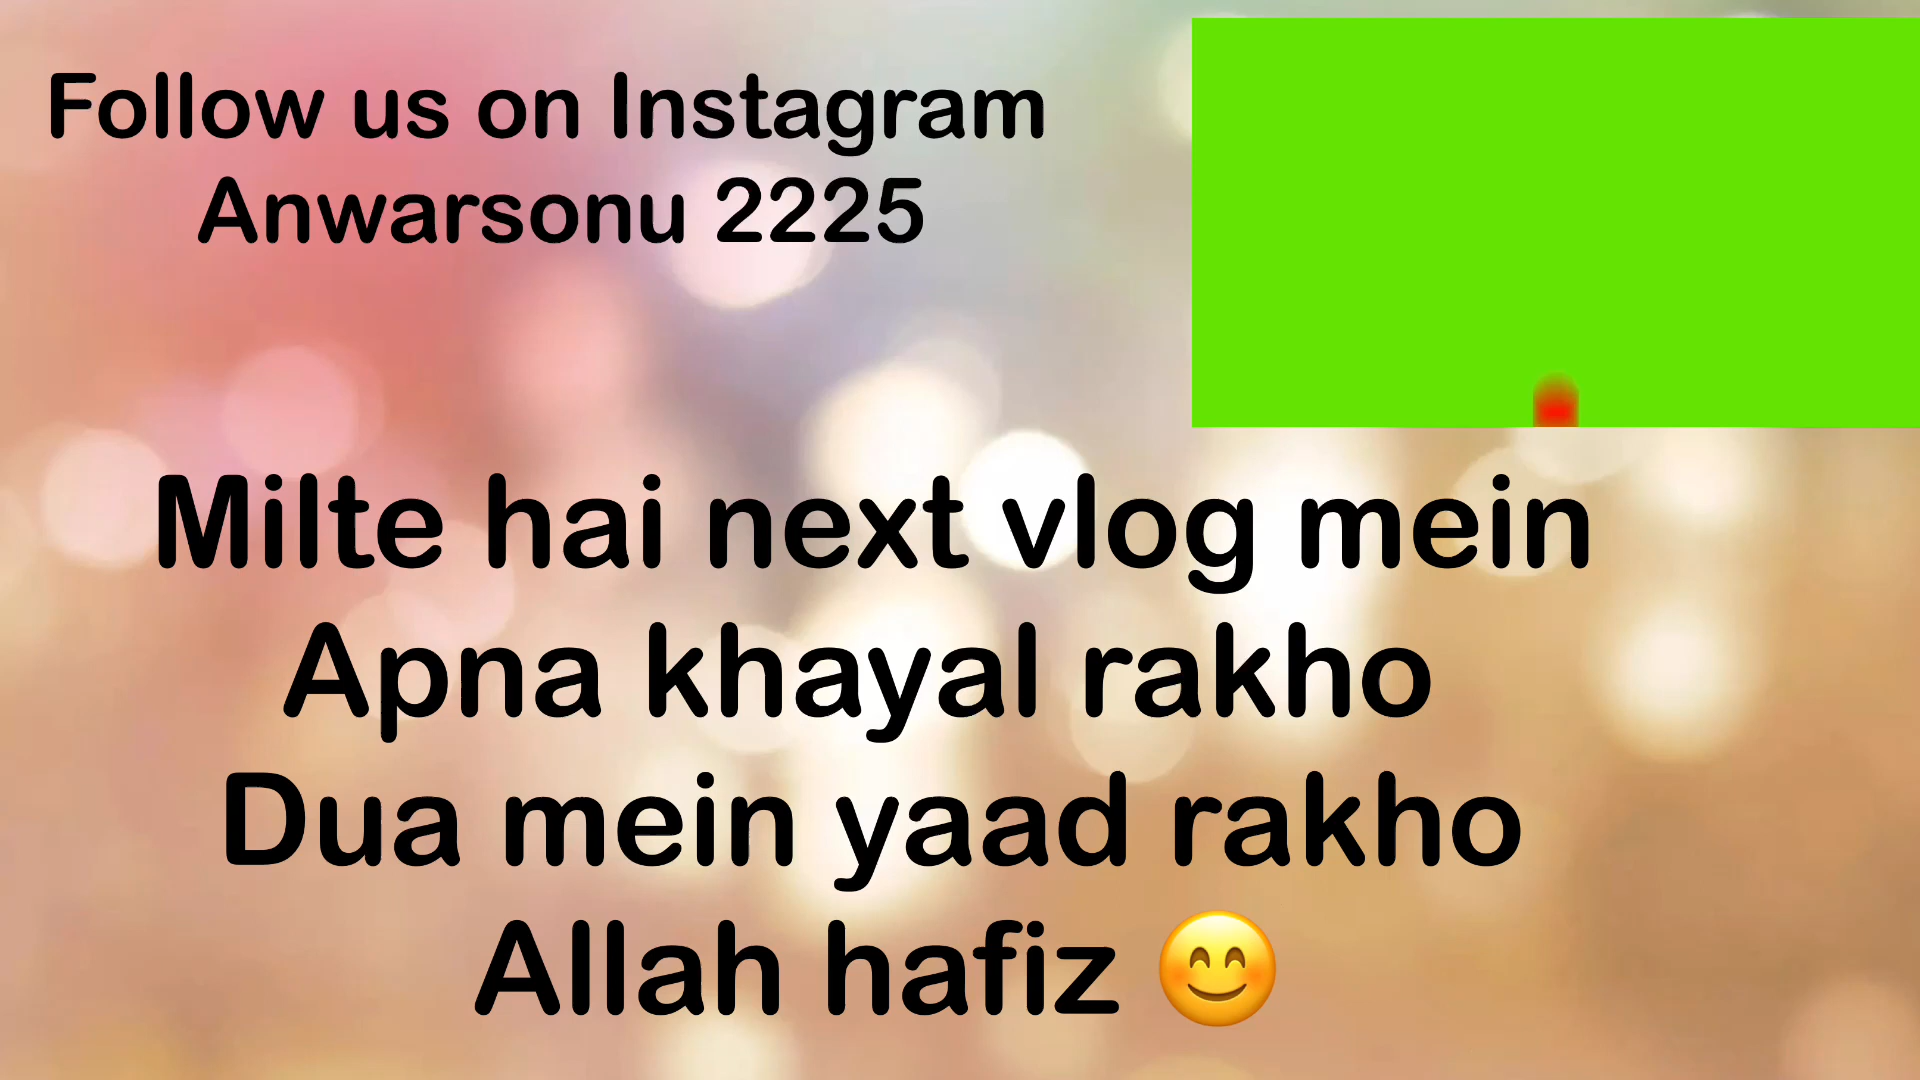 Follow us on Instagram
Anwarsonu 2225
Milte hai next vlog mein
Apna khayal rakho
Dua mein yaad rakho
Allah hafiz 😊